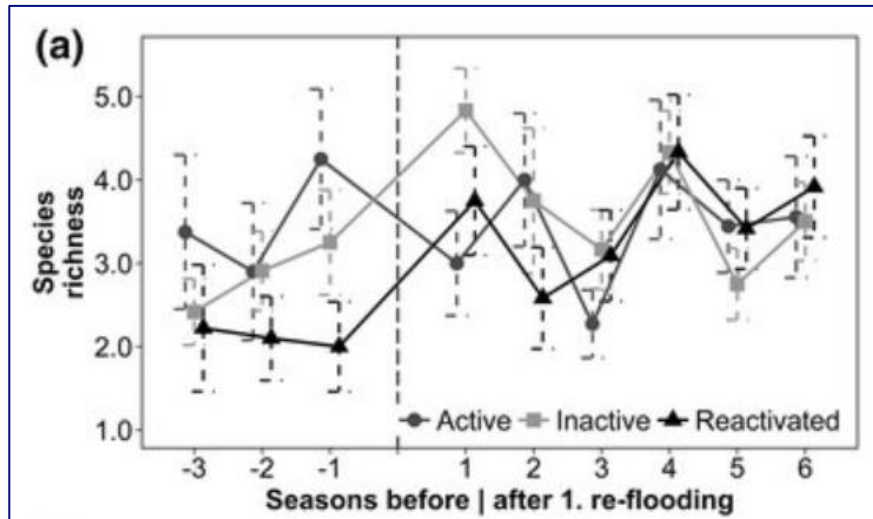 (a)
Species
richness
5.0
4.0
3.0
2.0
1.0
Active Inactive Reactivated
-3 -2 -1 1 2 3 4 5 6
Seasons before | after 1. re-flooding